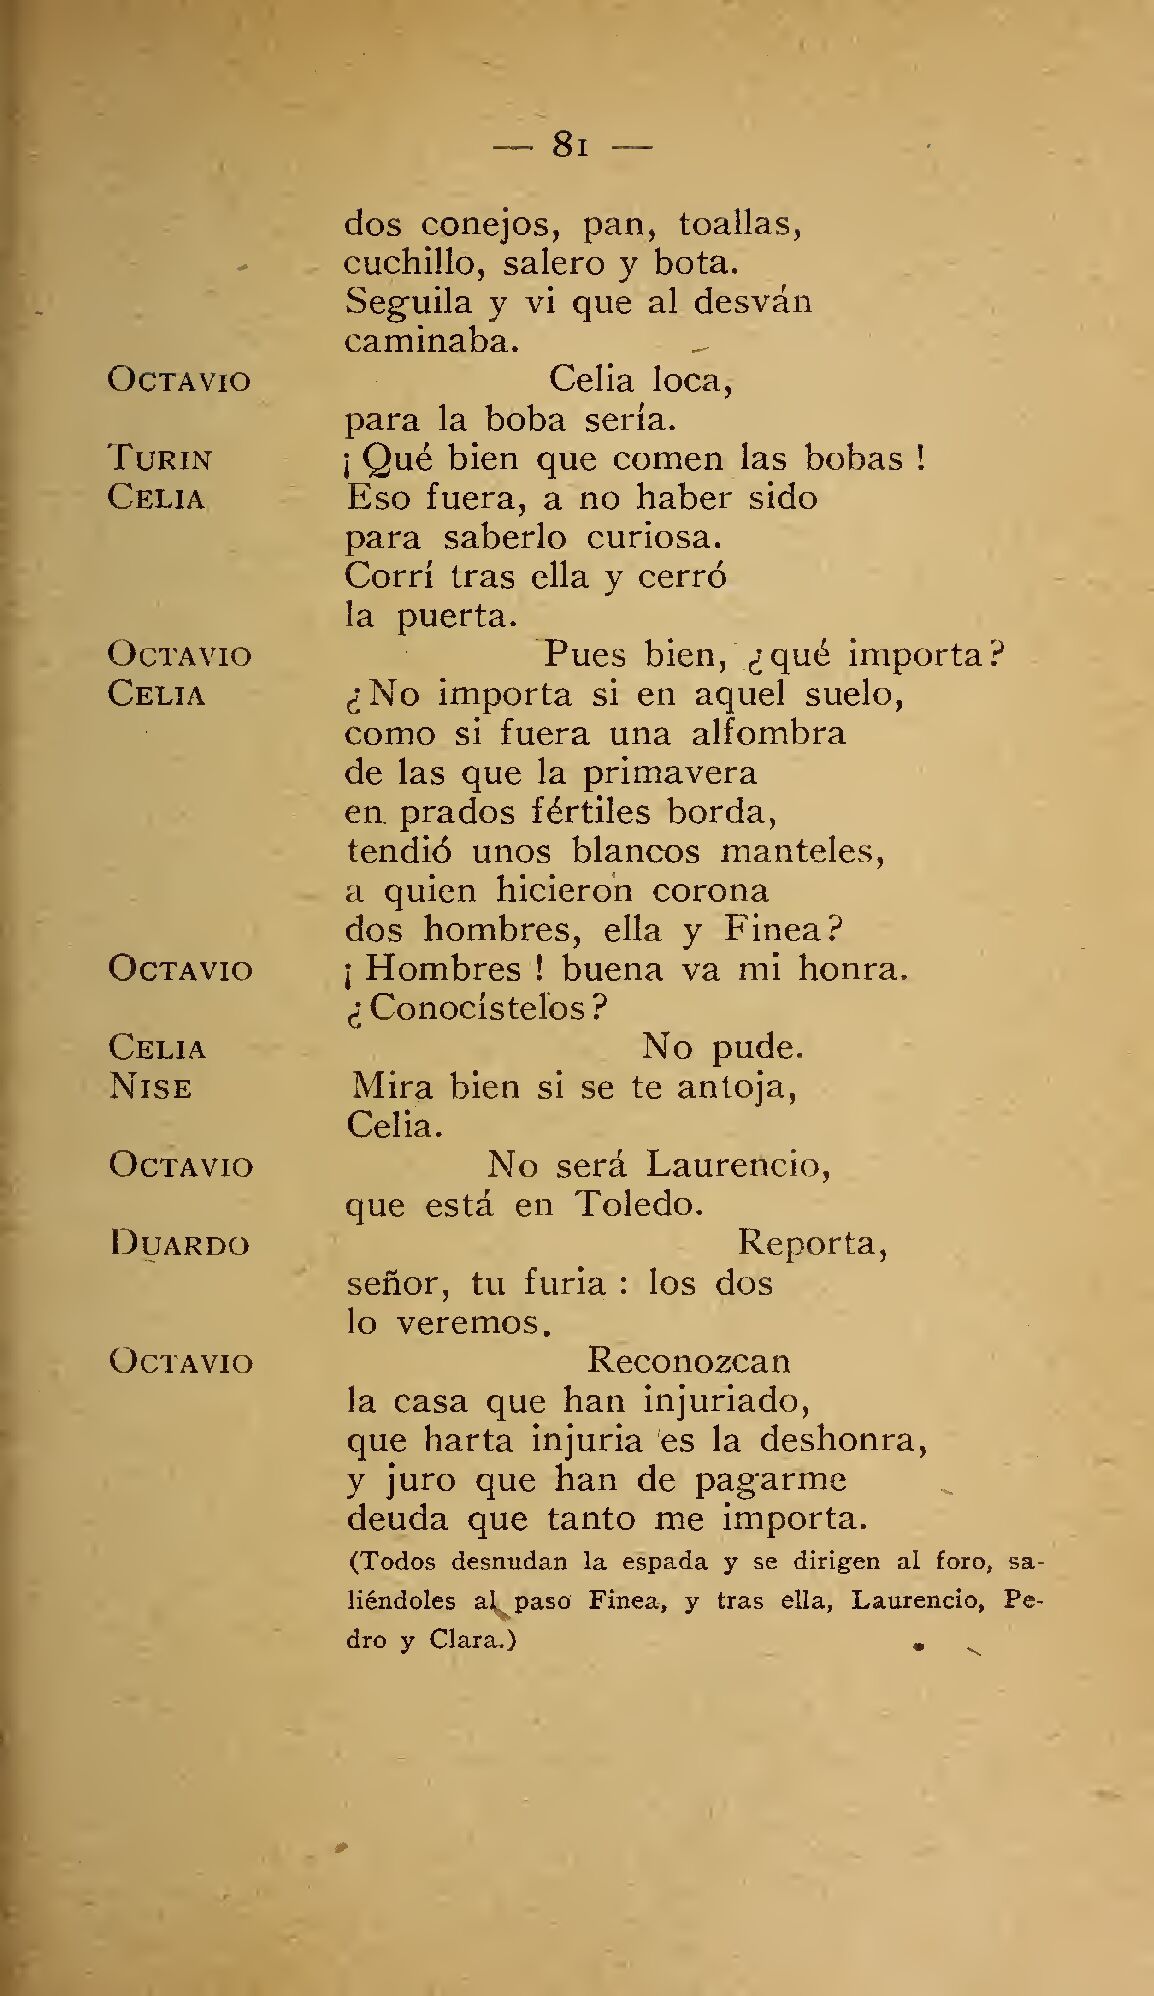 — 81 —
dos conejos, pan, toallas,
cuchillo, salero y bota.
Seguila y vi que al desván
caminaba.
OCTAVIO Celia loca,
para la boba sería.
TURIN ¡ Qué bien que comen las bobas !
CELIA Eso fuera, a no haber sido
para saberlo curiosa.
Corrí tras ella y cerró
la puerta.
OCTAVIO Pues bien, ¿qué importa?
CELIA ¿No importa si en aquel suelo,
como si fuera una alfombra
de las que la primavera
en prados fértiles borda,
tendió unos blancos manteles,
a quien hicieron corona
dos hombres, ella y Finea?
OCTAVIO ¡ Hombres ! buena va mi honra.
¿Conocístelos?
CELIA No pude.
NISE Mira bien si se te antoja,
Celia.
OCTAVIO No será Laurencio,
que está en Toledo.
DUARDO Reporta,
señor, tu furia : los dos
lo veremos.
OCTAVIO Reconozcan
la casa que han injuriado,
que harta injuria es la deshonra,
y juro que han de pagarme
deuda que tanto me importa.
(Todos desnudan la espada y se dirigen al foro, sa-
liéndoles al paso Finea, y tras ella, Laurencio, Pe-
dro y Clara.)